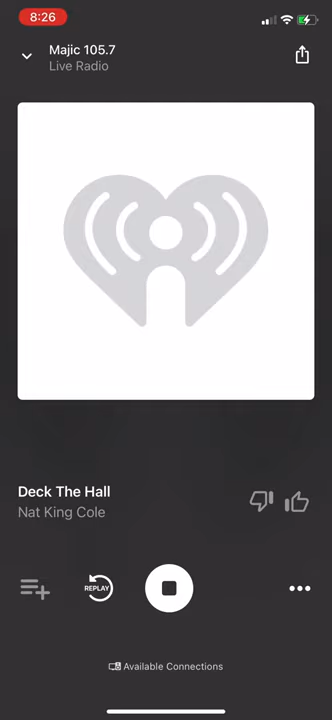 8:26
Majic 105.7
Live Radio
Deck The Hall
Nat King Cole
REPLAY
Available Connections